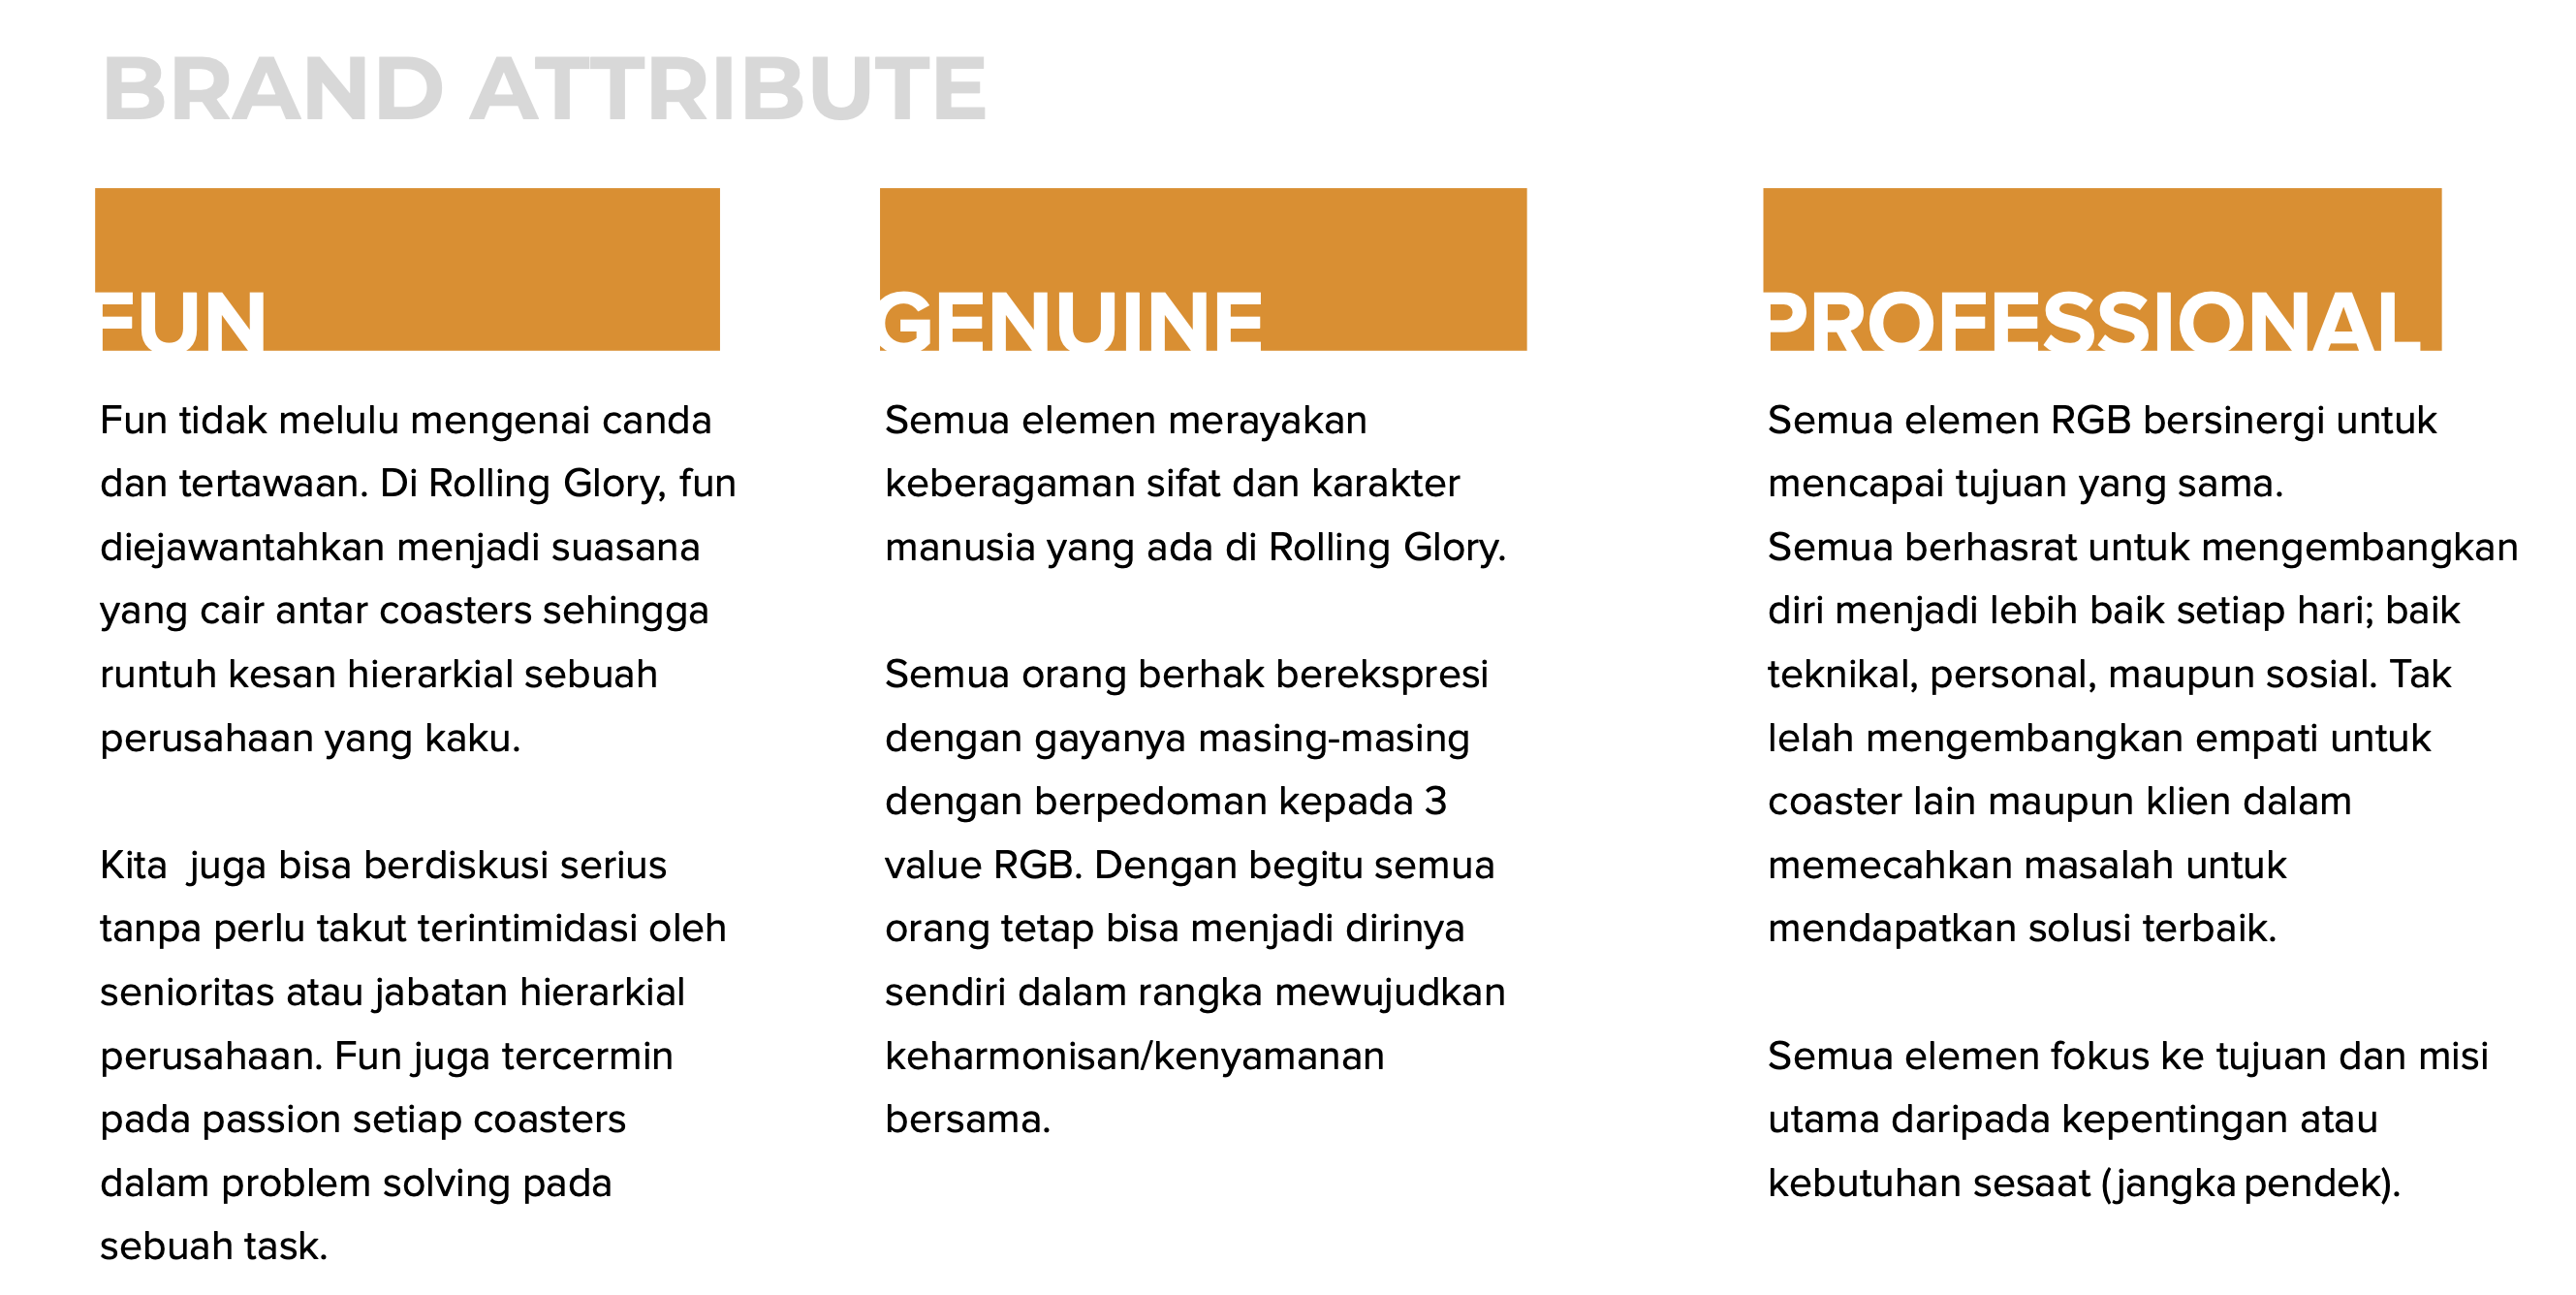 BRAND ATTRIBUTE
FUN
Fun tidak melulu mengenai canda
dan tertawaan. Di Rolling Glory, fun
diejawantahkan menjadi suasana
yang cair antar coasters sehingga
runtuh kesan hierarkial sebuah
perusahaan yang kaku.
Kita  juga bisa berdiskusi serius
tanpa perlu takut terintimidasi oleh
senioritas atau jabatan hierarkial
perusahaan. Fun juga tercermin
pada passion setiap coasters
dalam problem solving pada
sebuah task.
GENUINE
Semua elemen merayakan
keberagaman sifat dan karakter
manusia yang ada di Rolling Glory.
Semua orang berhak berekspresi
dengan gayanya masing-masing
dengan berpedoman kepada 3
value RGB. Dengan begitu semua
orang tetap bisa menjadi dirinya
sendiri dalam rangka mewujudkan
keharmonisan/kenyamanan
bersama.
PROFESSIONAL
Semua elemen RGB bersinergi untuk
mencapai tujuan yang sama.
Semua berhasrat untuk mengembangkan
diri menjadi lebih baik setiap hari; baik
teknikal, personal, maupun sosial. Tak
lelah mengembangkan empati untuk
coaster lain maupun klien dalam
memecahkan masalah untuk
mendapatkan solusi terbaik.
Semua elemen fokus ke tujuan dan misi
utama daripada kepentingan atau
kebutuhan sesaat (jangka pendek).